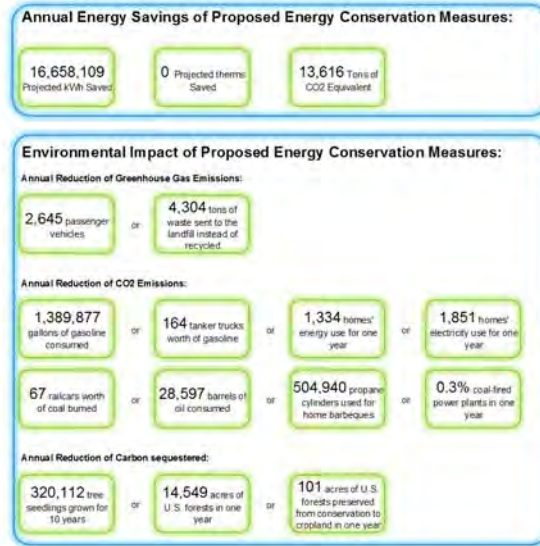 Annual Energy Savings of Proposed Energy Conservation Measures:
16,658,109
Projected kWh Saved
0 Projected therms
Saved
13,616 Tons of
CO2 Equivalent
Environmental Impact of Proposed Energy Conservation Measures:
Annual Reduction of Greenhouse Gas Emissions:
2,645 passenger
vehicles
or
4,304 tons of
waste sent to the
landfill instead of
recycled
Annual Reduction of CO2 Emissions:
1,389,877
gallons of gasoline
consumed
or
164 tanker trucks
worth of gasoline
or
1,334 homes'
energy use for one
year
or
1,851 homes'
electricity use for one
year
67 railcars worth
of coal burned
or
28,597 barrels of
oil consumed
or
504,940 propane
cylinders used for
home barbeques
or
0.3% coal-fired
power plants in one
year
Annual Reduction of Carbon sequestered:
320,112 tree
seedlings grown for
10 years
or
14,549 acres of
U.S. forests in one
year
or
101 acres of U.S.
forests preserved
from conservation to
cropland in one year